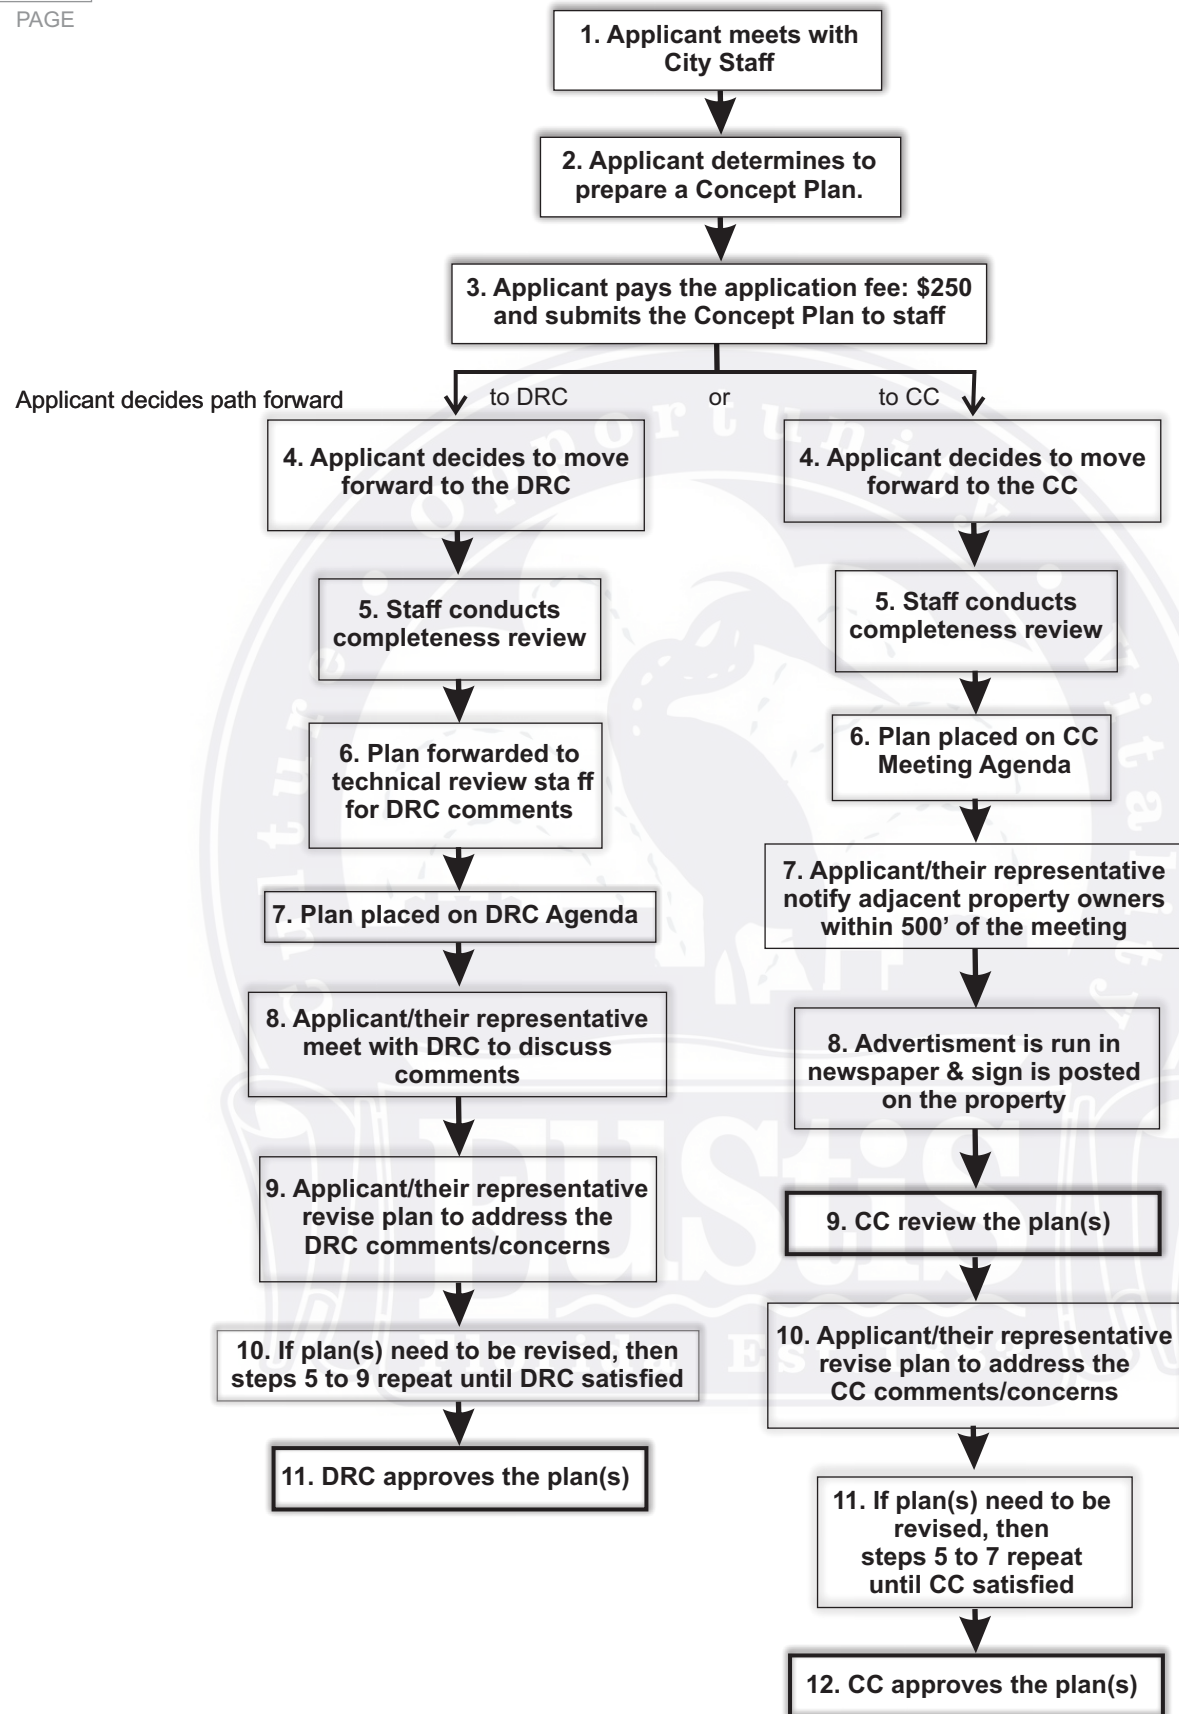 PAGE
1. Applicant meets with
City Staff
2. Applicant determines to
prepare a Concept Plan.
3. Applicant pays the application fee: $250
and submits the Concept Plan to staff
Applicant decides path forward
to DRC
or
to CC
4. Applicant decides to move
forward to the DRC
5. Staff conducts
completeness review
6. Plan forwarded to
technical review sta ff
for DRC comments
7. Plan placed on DRC Agenda
8. Applicant/their representative
meet with DRC to discuss
comments
9. Applicant/their representative
revise plan to address the
DRC comments/concerns
10. If plan(s) need to be revised, then
steps 5 to 9 repeat until DRC satisfied
11. DRC approves the plan(s)
4. Applicant decides to move
forward to the CC
5. Staff conducts
completeness review
6. Plan placed on CC
Meeting Agenda
7. Applicant/their representative
notify adjacent property owners
within 500' of the meeting
8. Advertisment is run in
newspaper & sign is posted
on the property
9. CC review the plan(s)
10. Applicant/their representative
revise plan to address the
CC comments/concerns
11. If plan(s) need to be
revised, then
steps 5 to 7 repeat
until CC satisfied
12. CC approves the plan(s)
Culture • Opportunity • Vitality
Eustis
Est